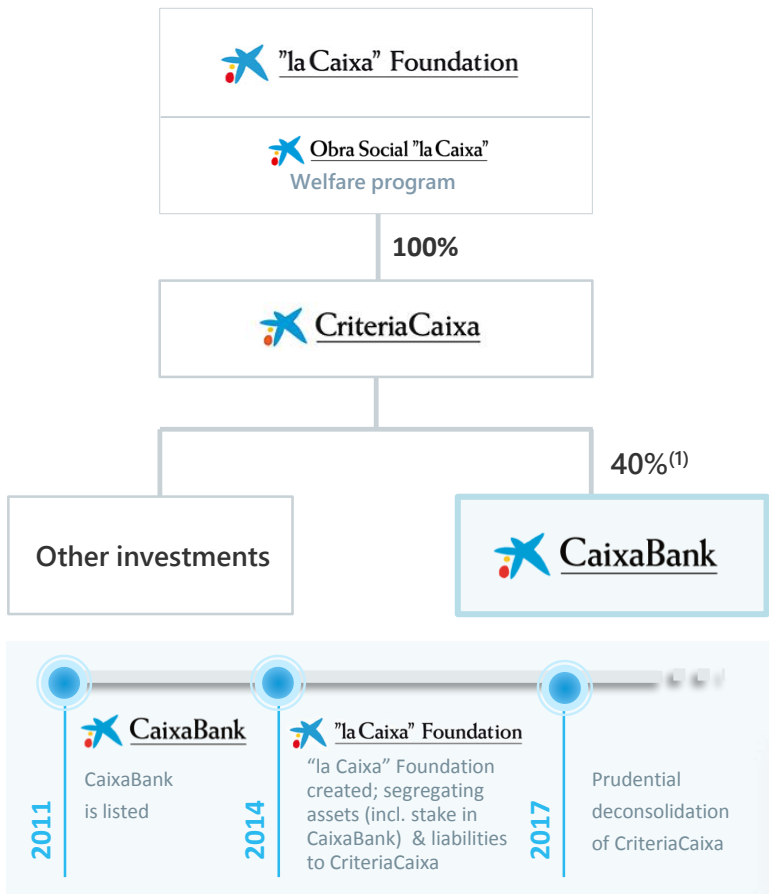 "la Caixa" Foundation
Obra Social "la Caixa"
Welfare program
100%
CriteriaCaixa
40%(1)
Other investments
CaixaBank
2011
CaixaBank
CaixaBank
is listed
2014
"la Caixa" Foundation
“la Caixa” Foundation
created; segregating
assets (incl. stake in
CaixaBank) & liabilities
to CriteriaCaixa
2017
Prudential
deconsolidation
of CriteriaCaixa